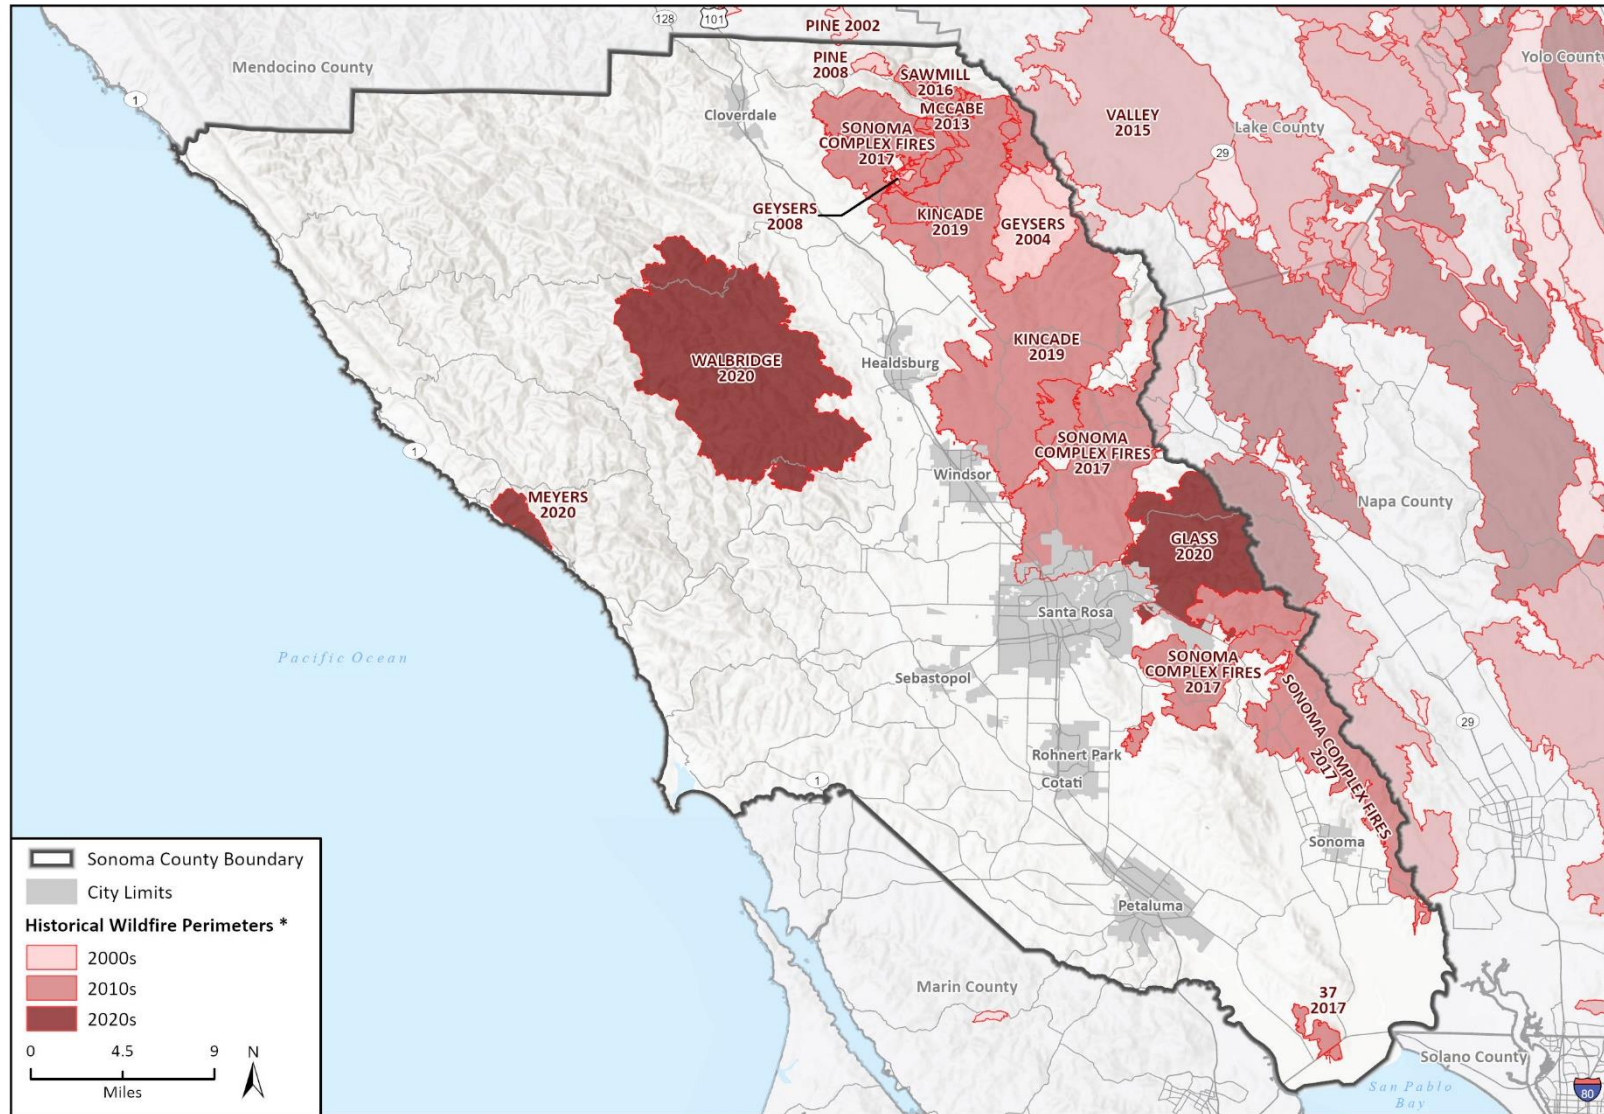 128
101
PINE 2002
Mendocino County
PINE
2008
Yolo County
SAWMILL
2016
1
Cloverdale
MCCABE
2013
VALLEY
2015
Lake County
SONOMA
COMPLEX FIRES
2017
29
GEYSERS
2008
KINCADE
2019
GEYSERS
2004
KINCADE
2019
WALBRIDGE
2020
Healdsburg
SONOMA
COMPLEX FIRES
2017
1
Windsor
MEYERS
2020
Napa County
GLASS
2020
Santa Rosa
Pacific Ocean
SONOMA
COMPLEX FIRES
2017
Sebastopol
SONOMA COMPLEX FIRES
2017
29
Rohnert Park
Cotati
1
Sonoma
Petaluma
Marin County
37
2017
Solano County
San Pablo
Bay
80
Sonoma County Boundary
City Limits
Historical Wildfire Perimeters *
2000s
2010s
2020s
0 4.5 9
Miles
N